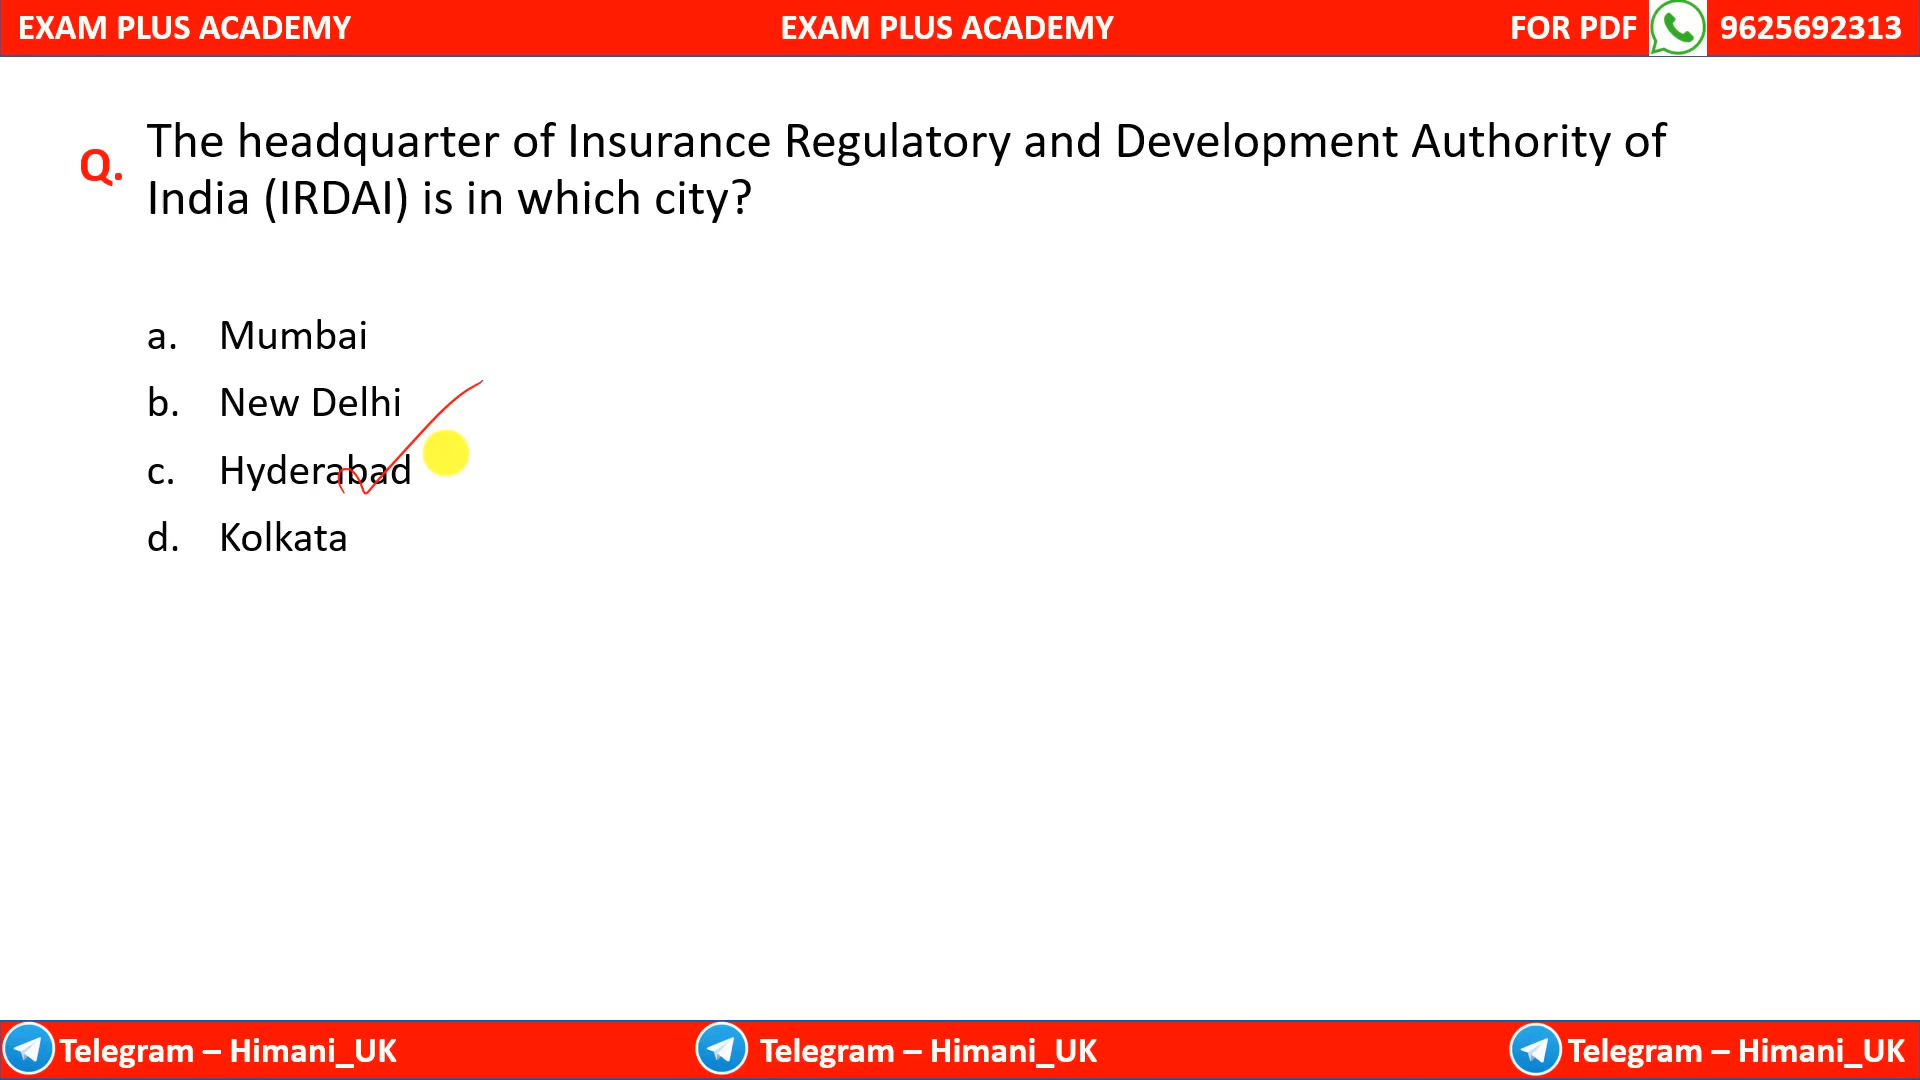 EXAM PLUS ACADEMY EXAM PLUS ACADEMY FOR PDF 9625692313
Q. The headquarter of Insurance Regulatory and Development Authority of
India (IRDAI) is in which city?
a. Mumbai
b. New Delhi
c. Hyderabad
d. Kolkata
Telegram – Himani_UK Telegram – Himani_UK Telegram – Himani_UK